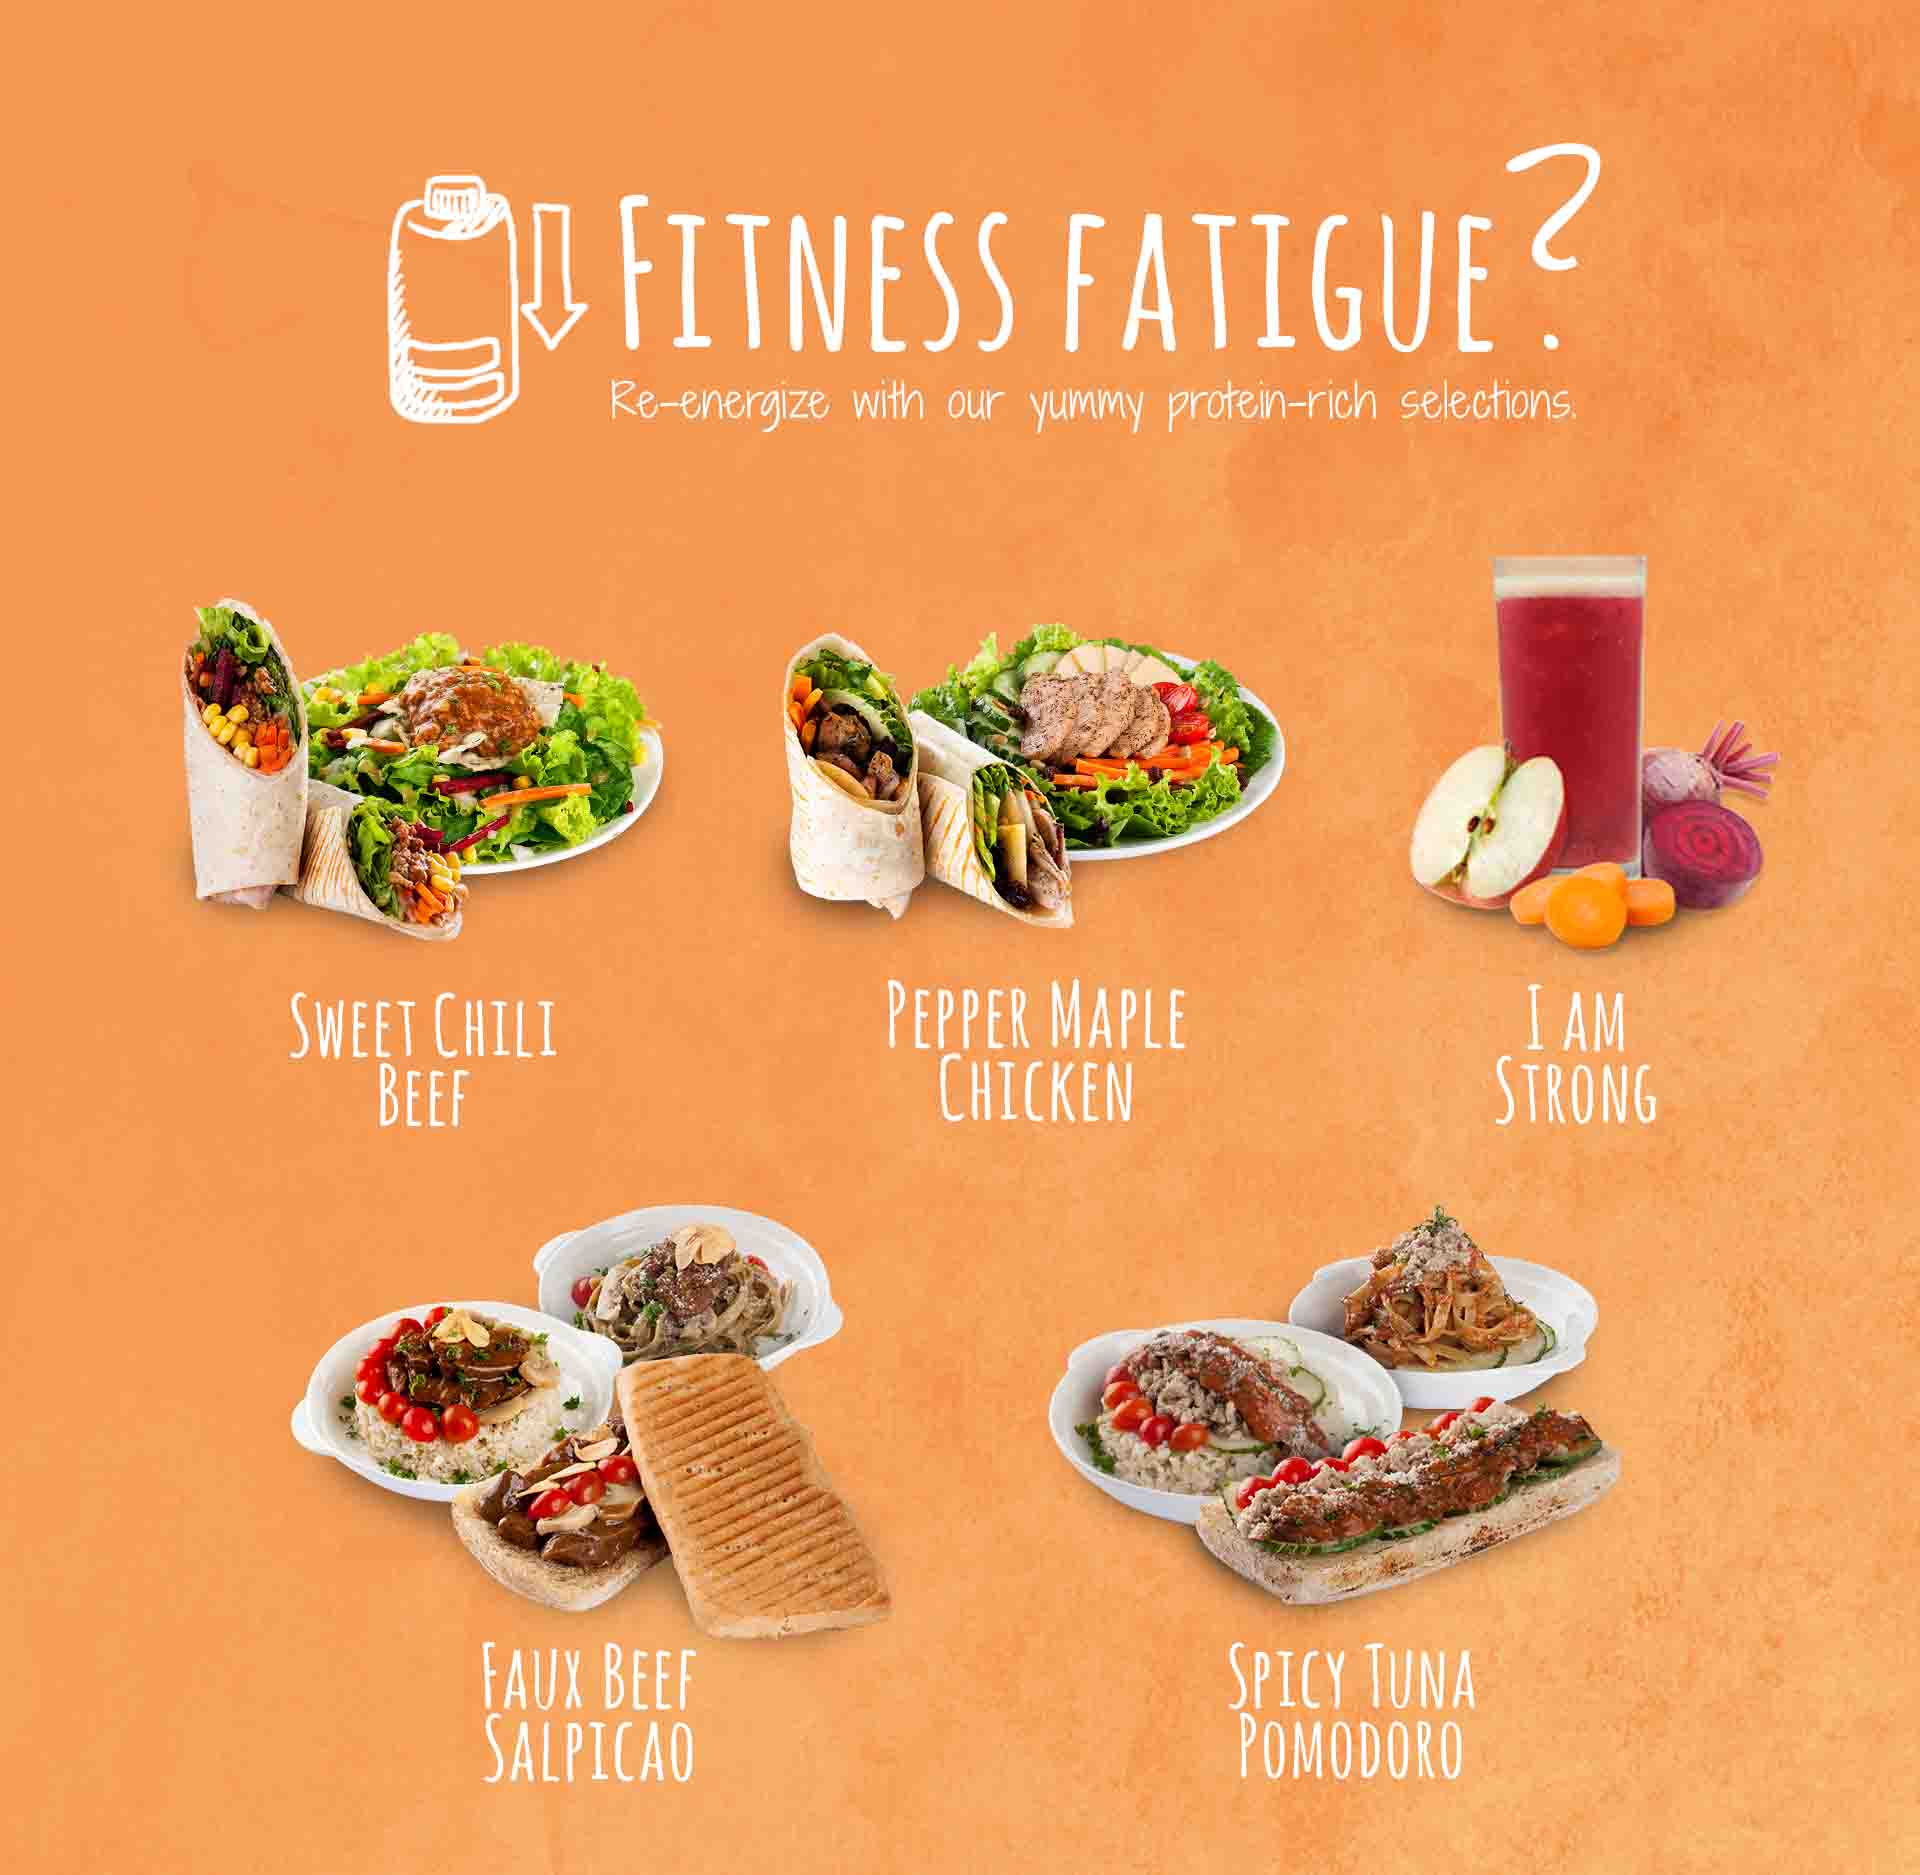 Fitness fatigue?
Re-energize with our yummy protein-rich selections.
Sweet Chili
Beef
Pepper Maple
Chicken
I am
Strong
Faux Beef
Salpicao
Spicy Tuna
Pomodoro